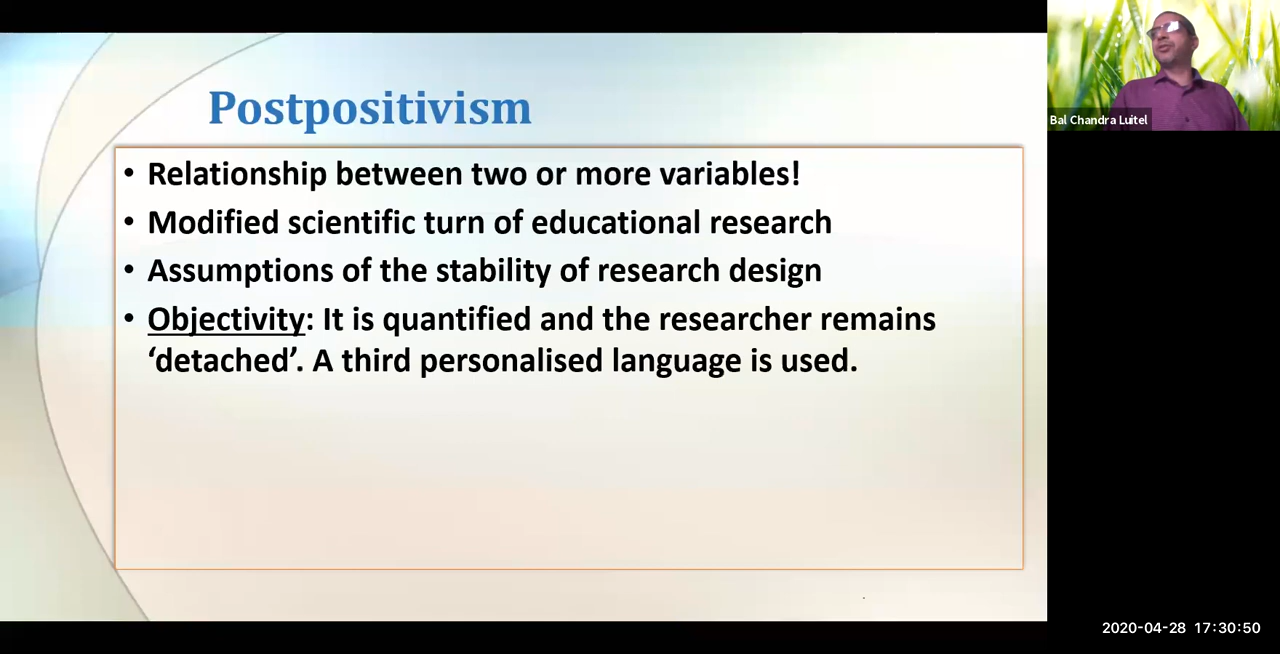 Postpositivism
• Relationship between two or more variables!
• Modified scientific turn of educational research
• Assumptions of the stability of research design
• Objectivity: It is quantified and the researcher remains
‘detached’. A third personalised language is used.
Bal Chandra Luitel
2020-04-28 17:30:50